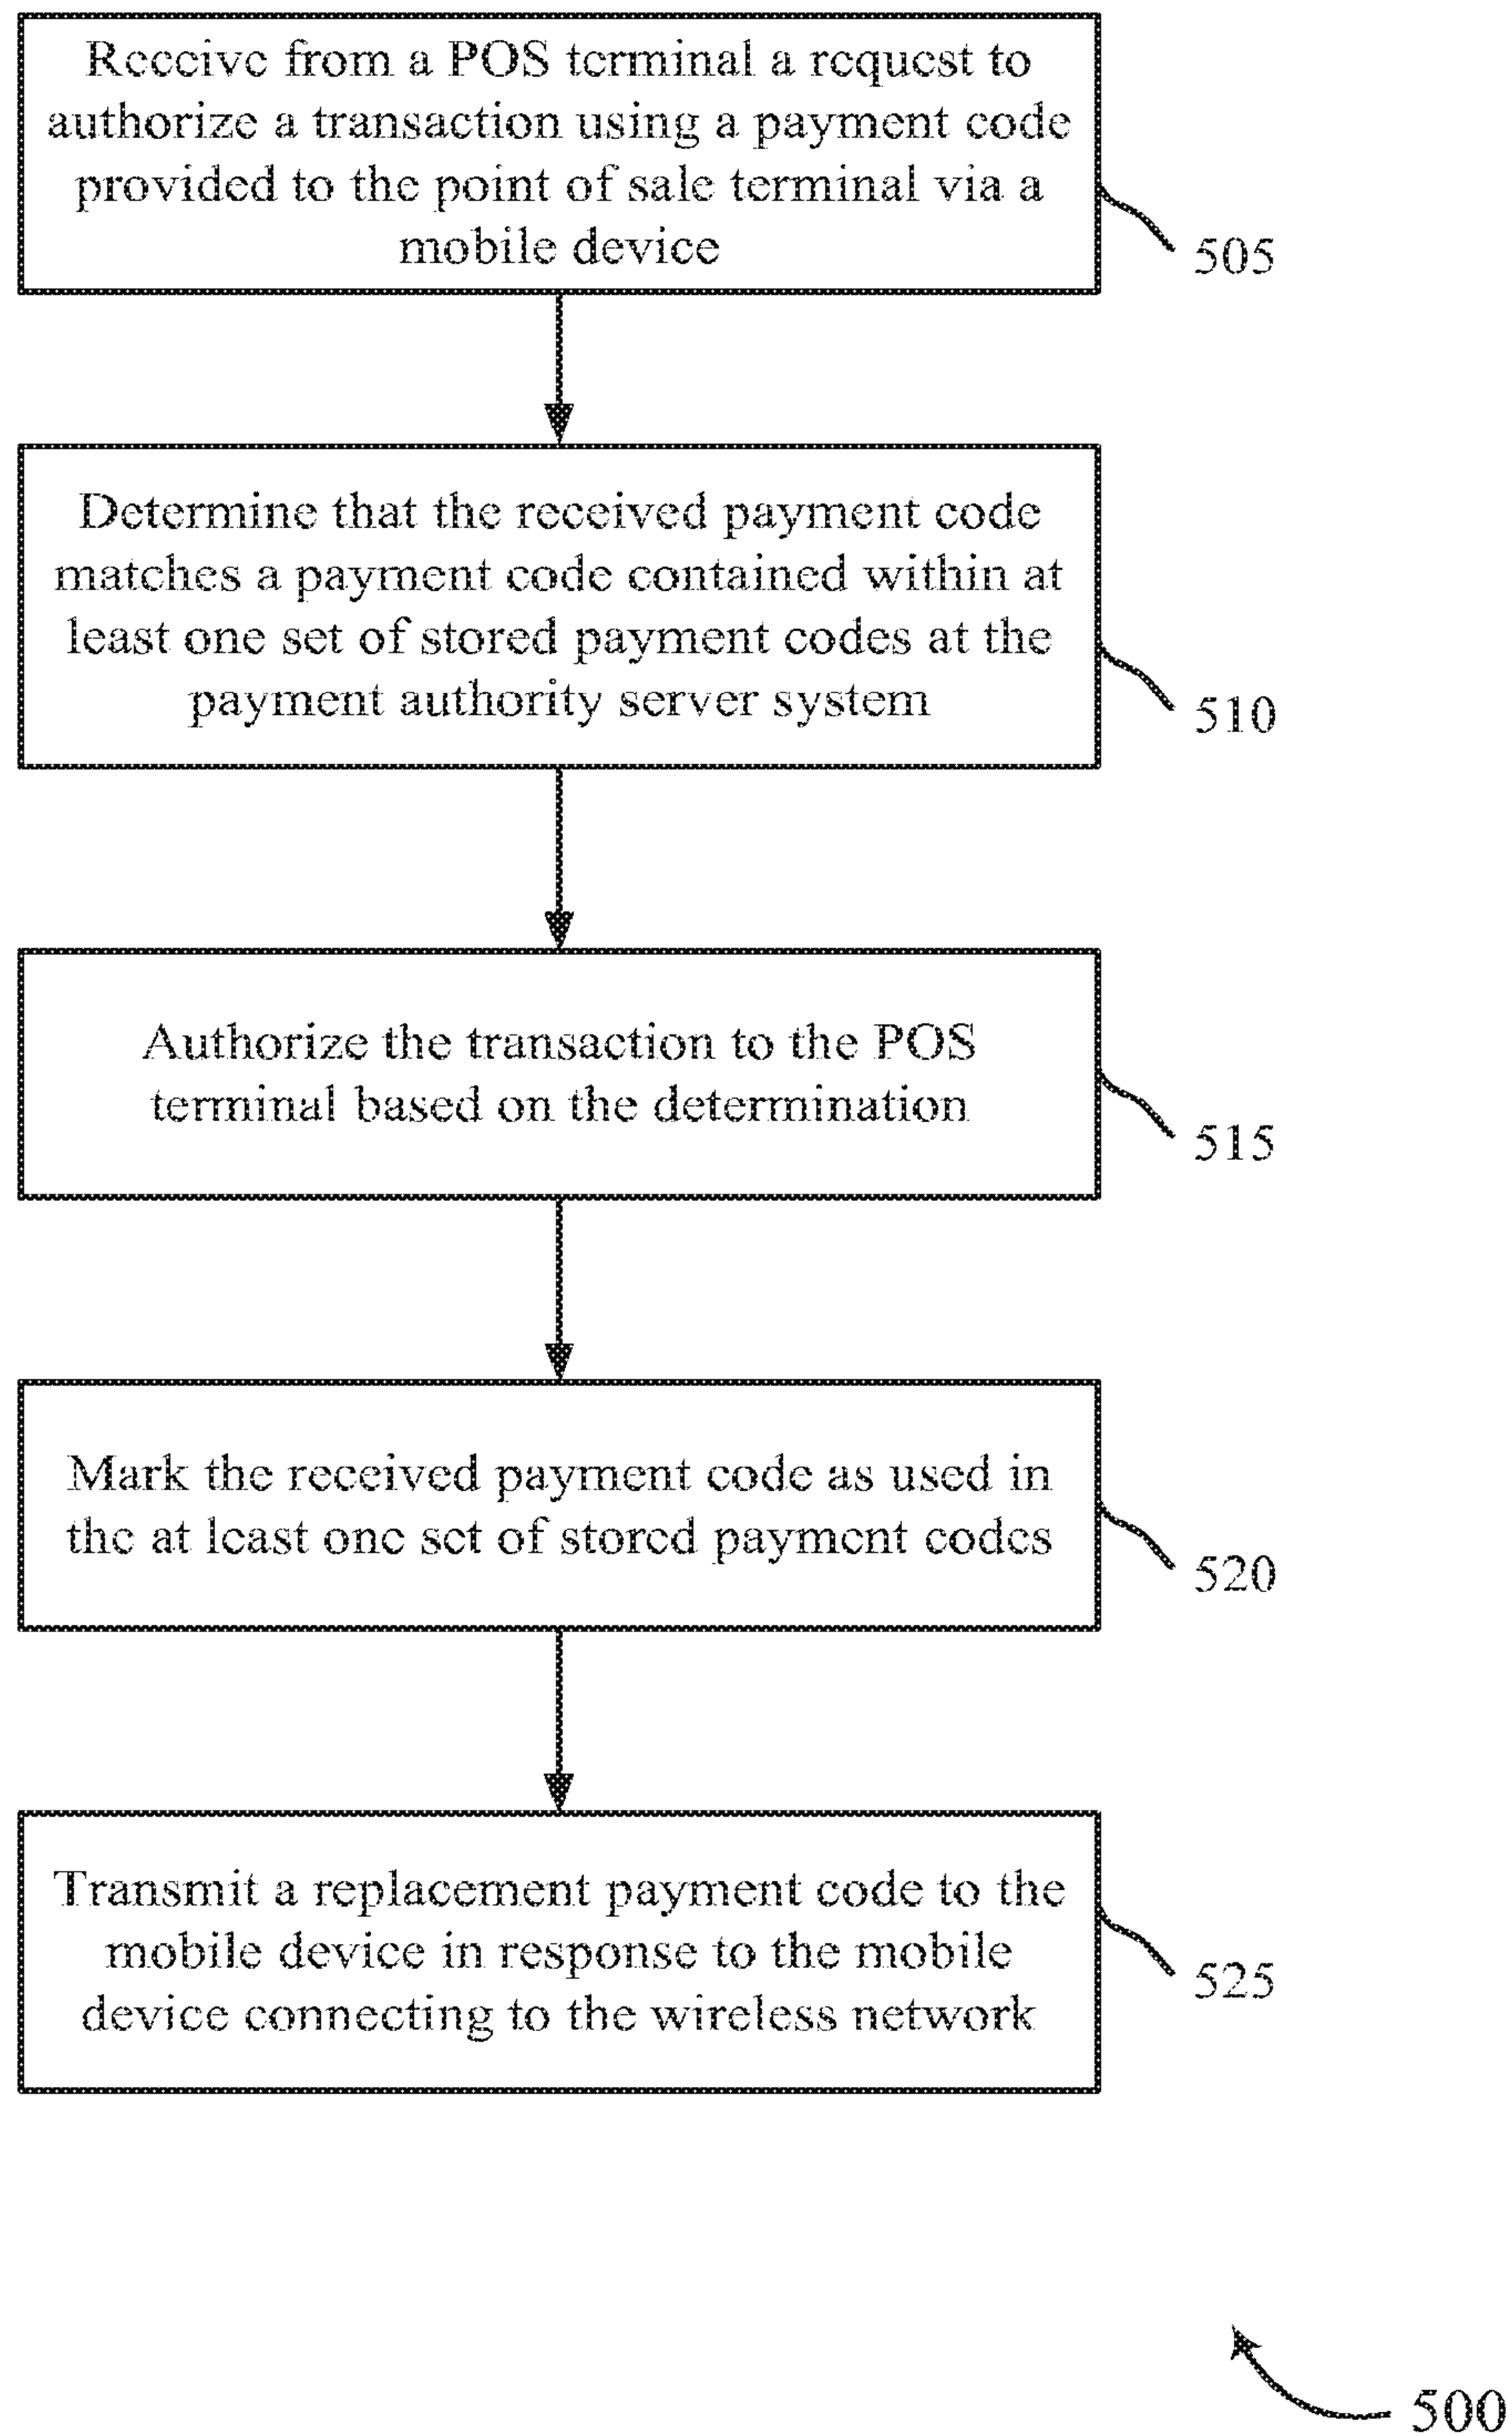 Receive from a POS terminal a request to
authorize a transaction using a payment code
provided to the point of sale terminal via a
mobile device
505
Determine that the received payment code
matches a payment code contained within at
least one set of stored payment codes at the
payment authority server system
510
Authorize the transaction to the POS
terminal based on the determination
515
Mark the received payment code as used in
the at least one set of stored payment codes
520
Transmit a replacement payment code to the
mobile device in response to the mobile
device connecting to the wireless network
525
500